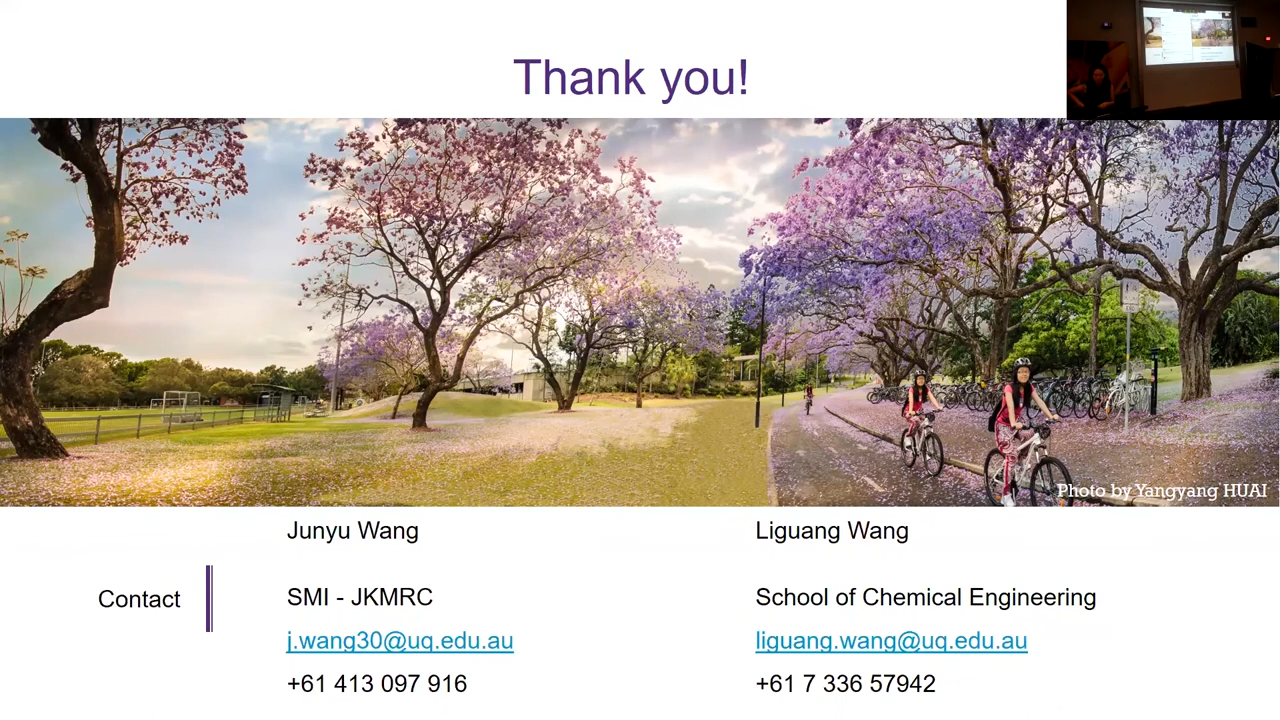 Thank you!
Photo by Yangyang HUAI
Junyu Wang
Liguang Wang
Contact
SMI - JKMRC
School of Chemical Engineering
j.wang30@uq.edu.au
liguang.wang@uq.edu.au
+61 413 097 916
+61 7 336 57942